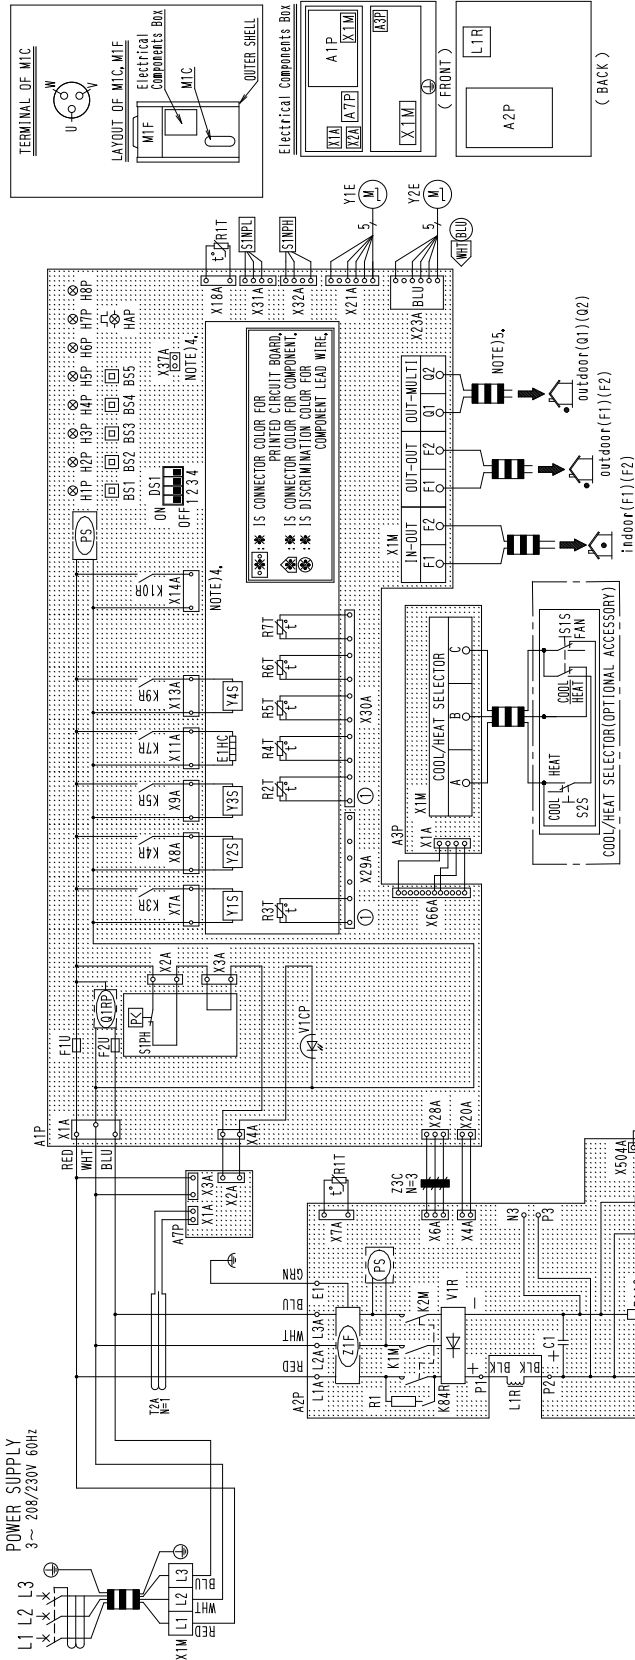 TERMINAL OF M1C
W
V
U
LAYOUT OF M1C, M1F
Electrical
Components Box
M1F
M1C
OUTER SHELL
Electrical Components Box
A1P
X1M
A3P
A7P
X1A
X2A
X1M
( FRONT )
L1R
A2P
( BACK )
A1P
H1P
H2P
H3P
H4P
H5P
H6P
H7P
H8P
HAP
BS1
BS2
BS3
BS4
BS5
ON
DS1
OFF
1 2 3 4
X37A
NOTE)4.
PS
K10R
X14A
NOTE)4.
K9R
X13A
Y4S
K7R
X11A
E1HC
K5R
X9A
Y3S
K4R
X8A
Y2S
K3R
X7A
Y1S
X18A
R1T
t°
X31A
S1NPL
X32A
S1NPH
X21A
5
M
Y1E
X23A
BLU
5
M
Y2E
WHT
BLU
: IS CONNECTOR COLOR FOR
PRINTED CIRCUIT BOARD.
: IS CONNECTOR COLOR FOR COMPONENT.
: IS DISCRIMINATION COLOR FOR
COMPONENT LEAD WIRE.
R3T
t°
R2T
t°
R4T
t°
R5T
t°
R6T
t°
R7T
t°
X29A
X30A
1
1
X1M
IN-OUT
OUT-OUT
OUT-MULTI
F1
F2
F1
F2
Q1
Q2
NOTE)5.
indoor(F1)(F2)
outdoor(F1)(F2)
outdoor(Q1)(Q2)
A3P
X1M
COOL/HEAT SELECTOR
A
B
C
X1A
X66A
COOL
HEAT
S2S
COOL
HEAT
S1S
FAN
COOL/HEAT SELECTOR(OPTIONAL ACCESSORY)
X1A
F1U
F2U
Q1RP
X2A
P<
S1PH
X3A
V1CP
X4A
X28A
X20A
RED
WHT
BLU
A7P
X1A
X3A
X2A
T2A
N=1
Z3C
N=3
R1T
t°
X7A
X6A
X4A
N3
P3
X504A
A2P
RED
WHT
BLU
GRN
L1A
L2A
L3A
E1
Z1F
PS
R1
K1M
K2M
K84R
V1R
+
−
P1
L1R
BLK
BLK
P2
+
C1
POWER SUPPLY
3~ 208/230V 60Hz
L1
L2
L3
X1M
L1
L2
L3
RED
WHT
BLU